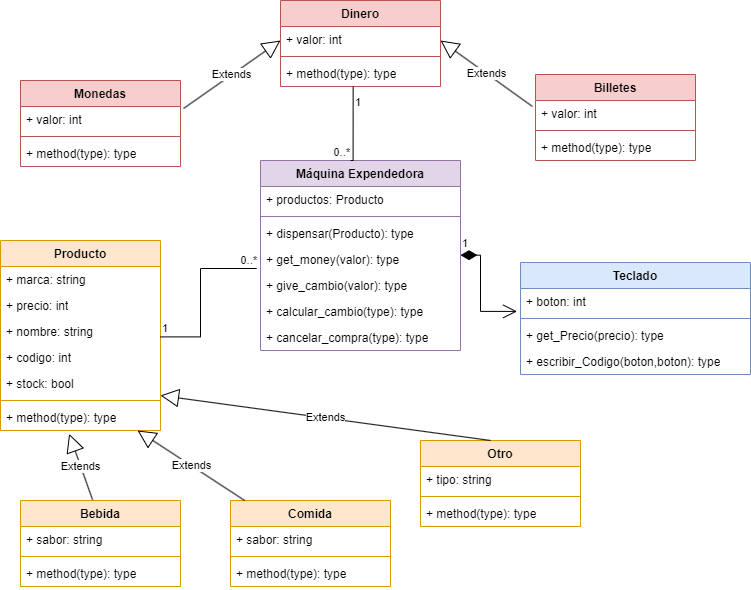 Dinero
+ valor: int
+ method(type): type
Extends
Extends
Monedas
+ valor: int
+ method(type): type
Billetes
+ valor: int
+ method(type): type
1
0..*
Máquina Expendedora
+ productos: Producto
+ dispensar(Producto): type
+ get_money(valor): type
+ give_cambio(valor): type
+ calcular_cambio(type): type
+ cancelar_compra(type): type
1
0..*
1
Producto
+ marca: string
+ precio: int
+ nombre: string
+ codigo: int
+ stock: bool
+ method(type): type
Teclado
+ boton: int
+ get_Precio(precio): type
+ escribir_Codigo(boton,boton): type
Extends
Extends
Extends
Otro
+ tipo: string
+ method(type): type
Bebida
+ sabor: string
+ method(type): type
Comida
+ sabor: string
+ method(type): type